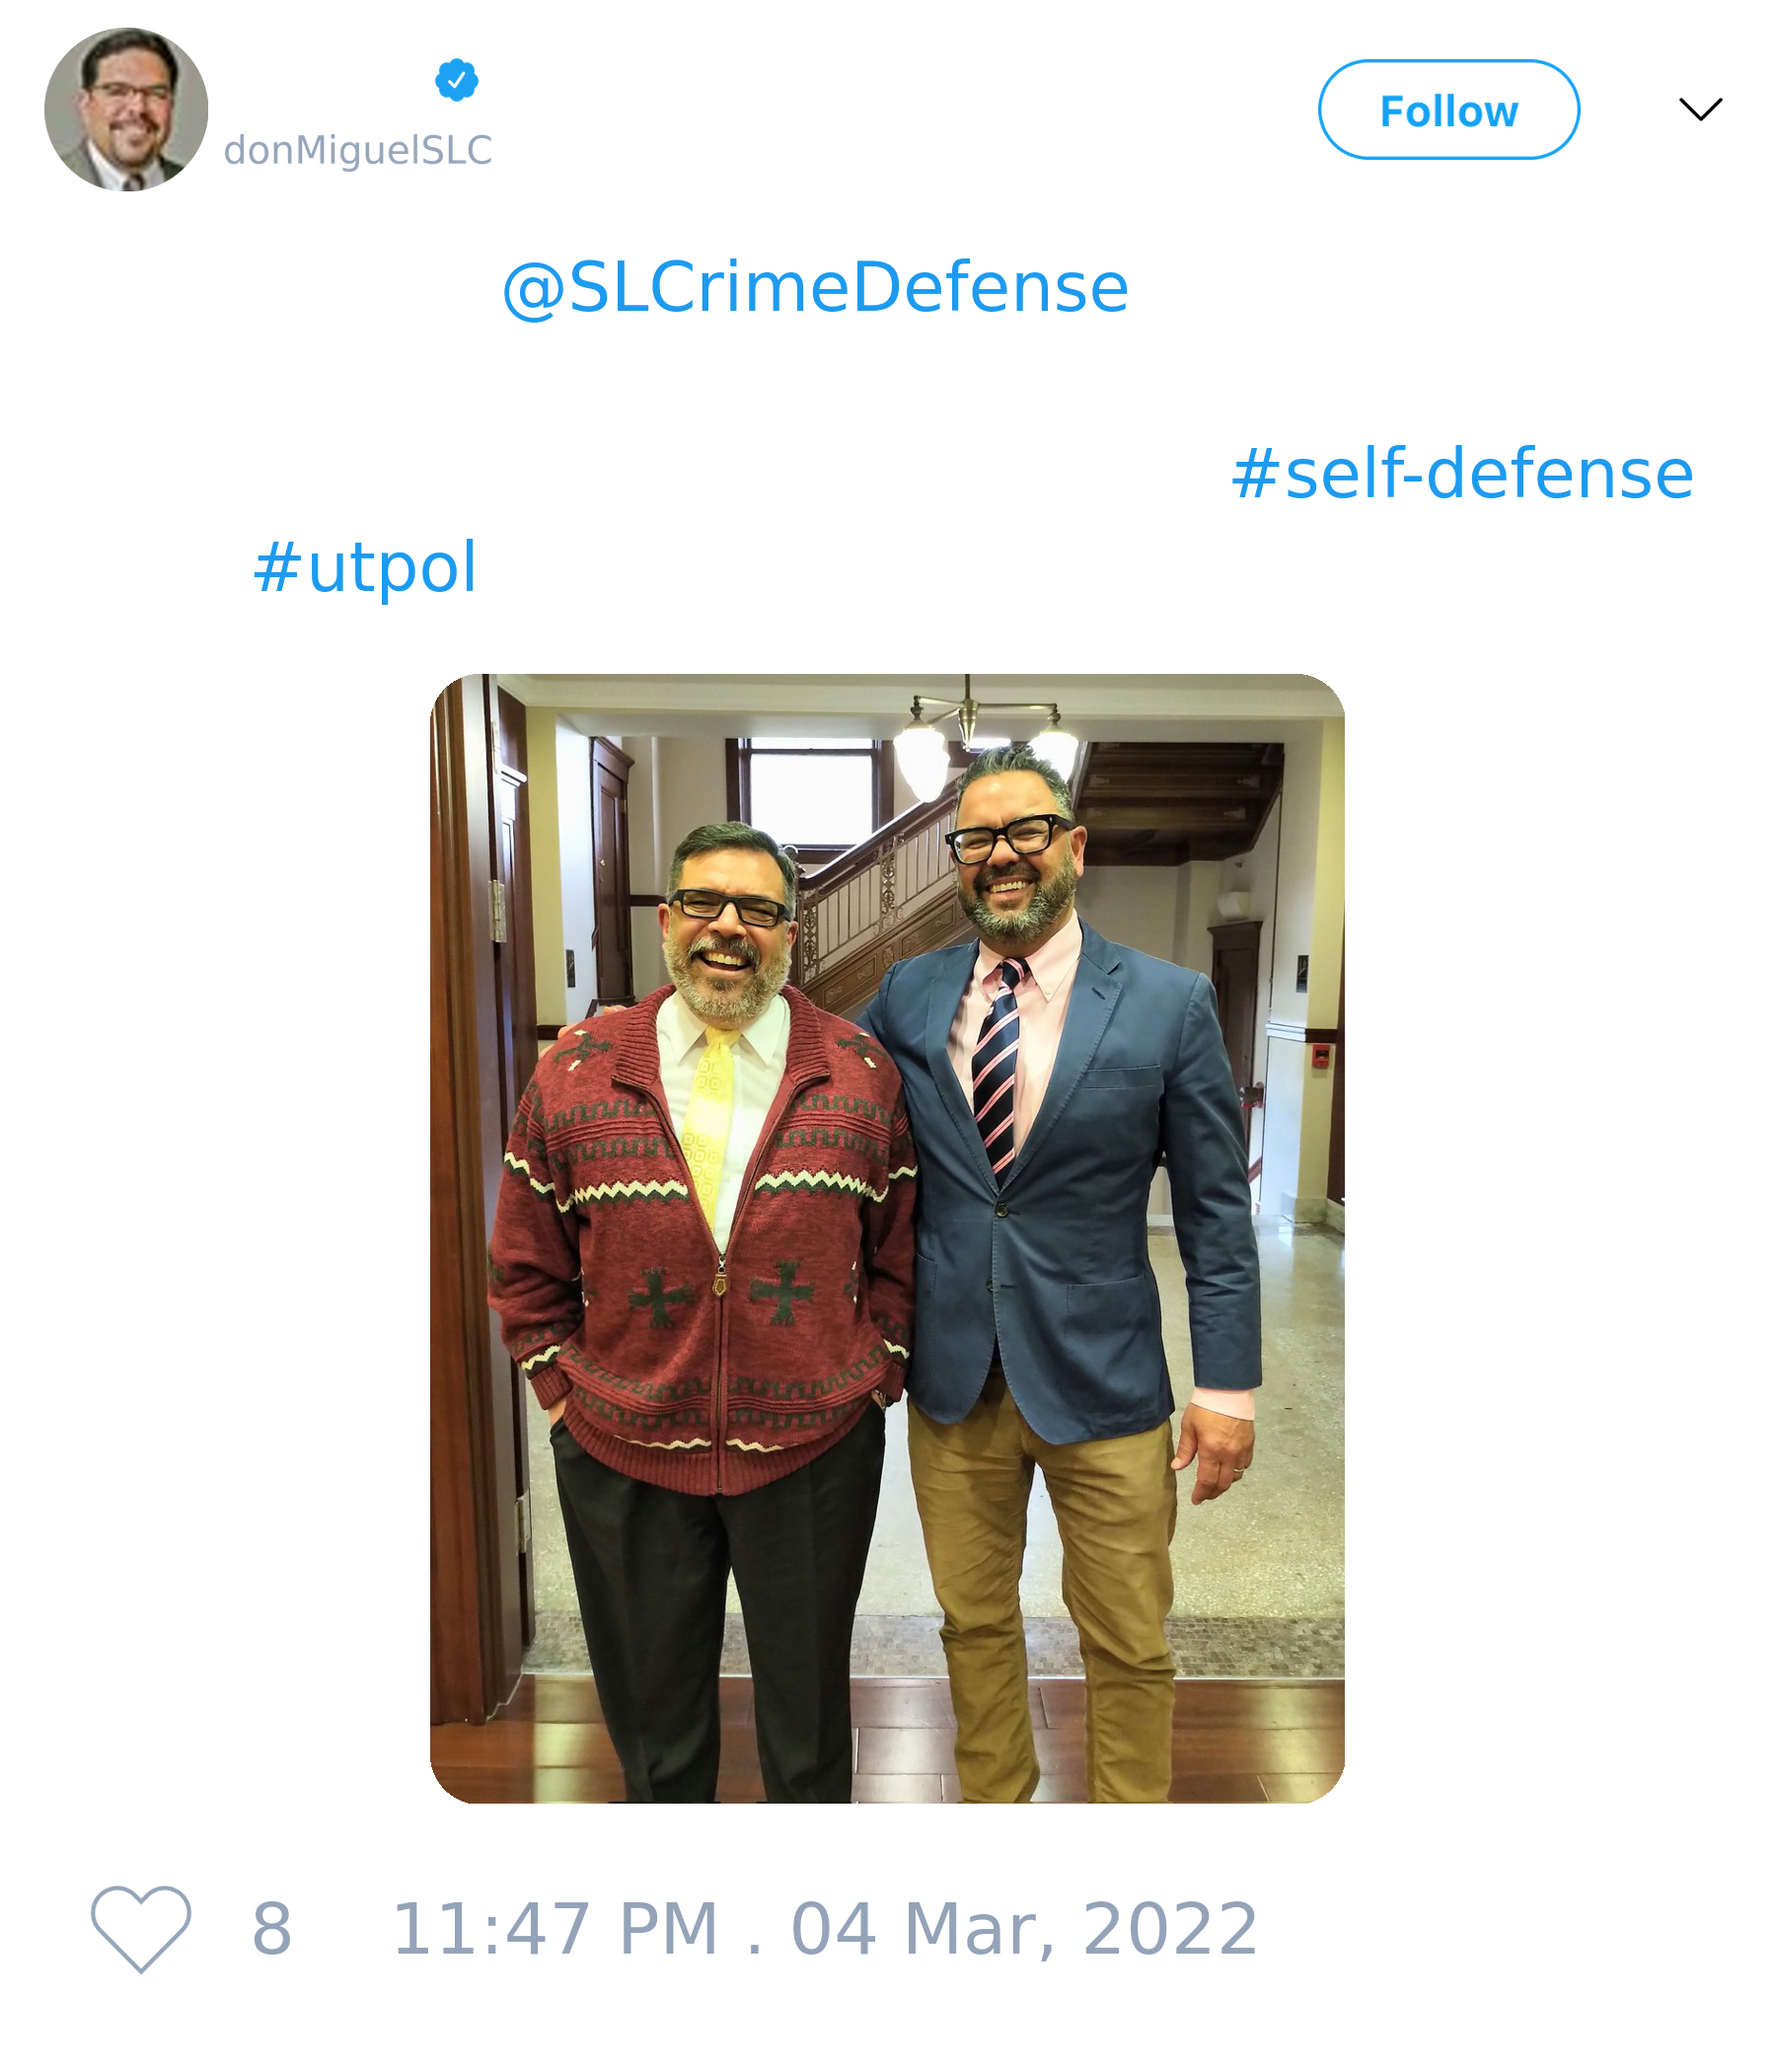 donMiguelSLC
Follow
@SLCrimeDefense
#self-defense
#utpol
8 11:47 PM . 04 Mar, 2022